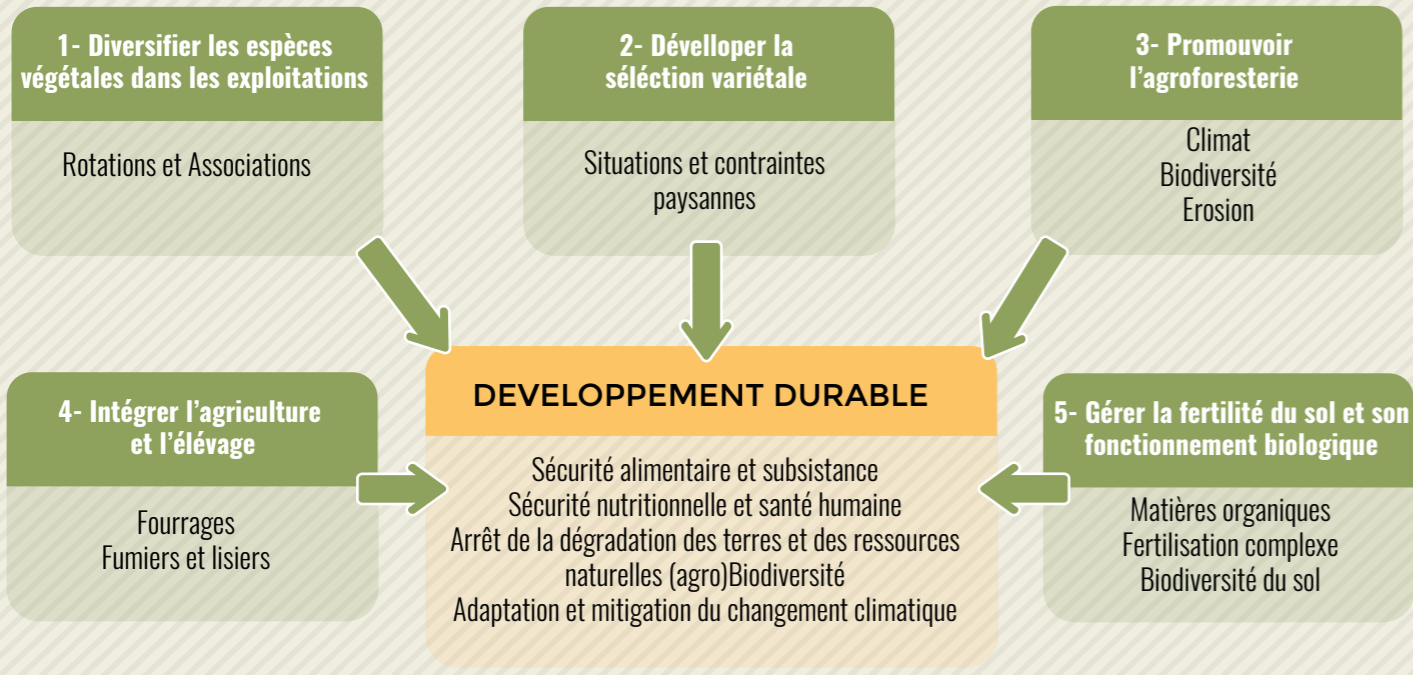 1- Diversifier les espèces
végétales dans les exploitations
Rotations et Associations
2- Dévelloper la
séléction variétale
Situations et contraintes
paysannes
3- Promouvoir
l’agroforesterie
Climat
Biodiversité
Erosion
4- Intégrer l’agriculture
et l’élévage
Fourrages
Fumiers et lisiers
DEVELOPPEMENT DURABLE
Sécurité alimentaire et subsistance
Sécurité nutritionnelle et santé humaine
Arrêt de la dégradation des terres et des ressources
naturelles (agro)Biodiversité
Adaptation et mitigation du changement climatique
5- Gérer la fertilité du sol et son
fonctionnement biologique
Matières organiques
Fertilisation complexe
Biodiversité du sol